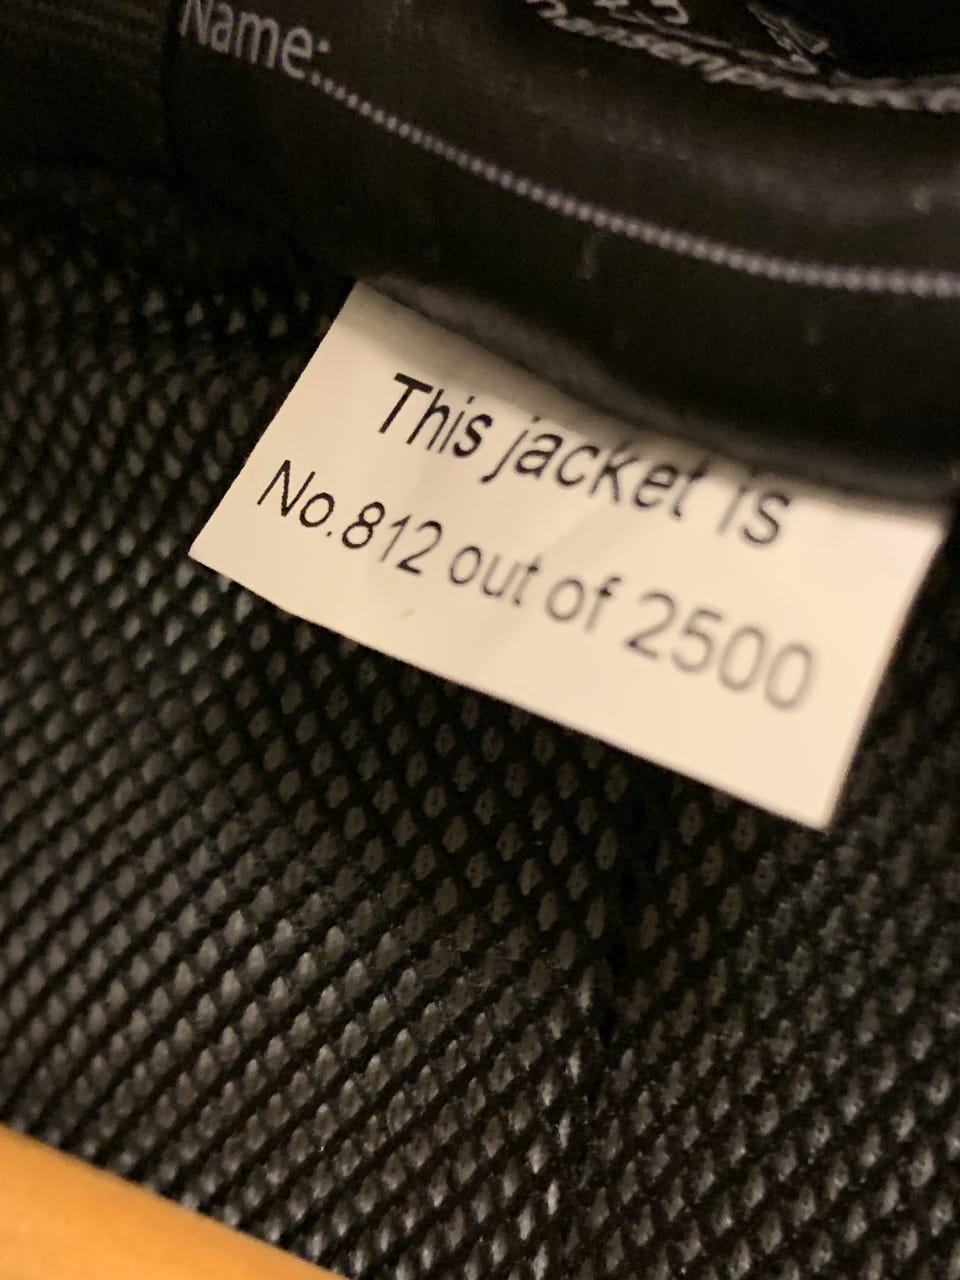 Name:
This jacket is
No.812 out of 2500